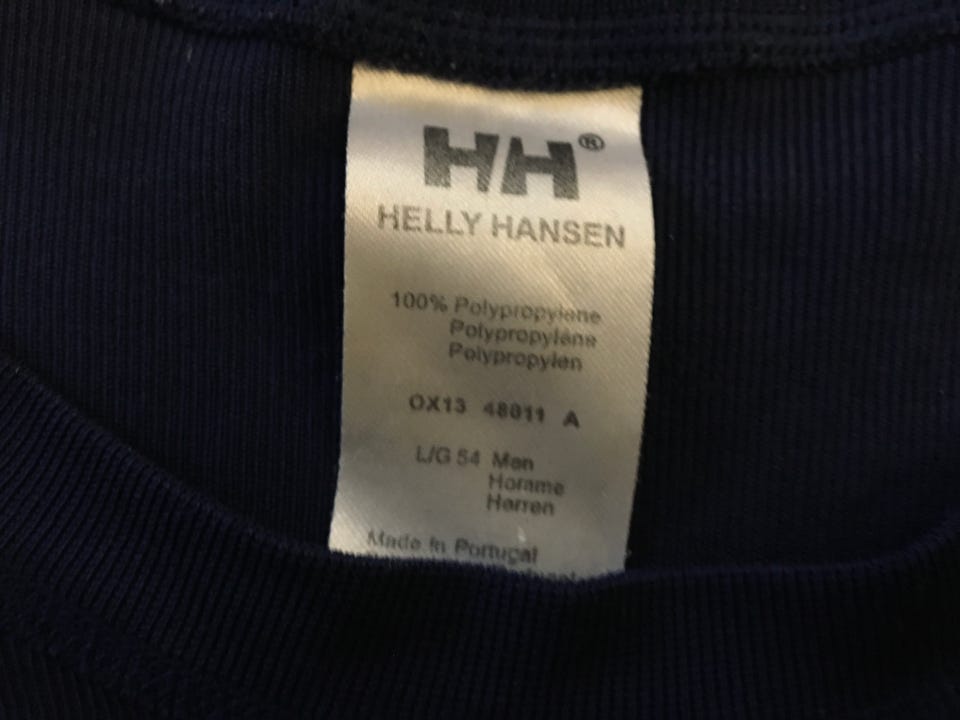 HH®
HELLY HANSEN
100% Polypropylene
Polypropylène
Polypropylen
OX13 48011 A
L/G 54 Men
Homme
Herren
Made in Portugal